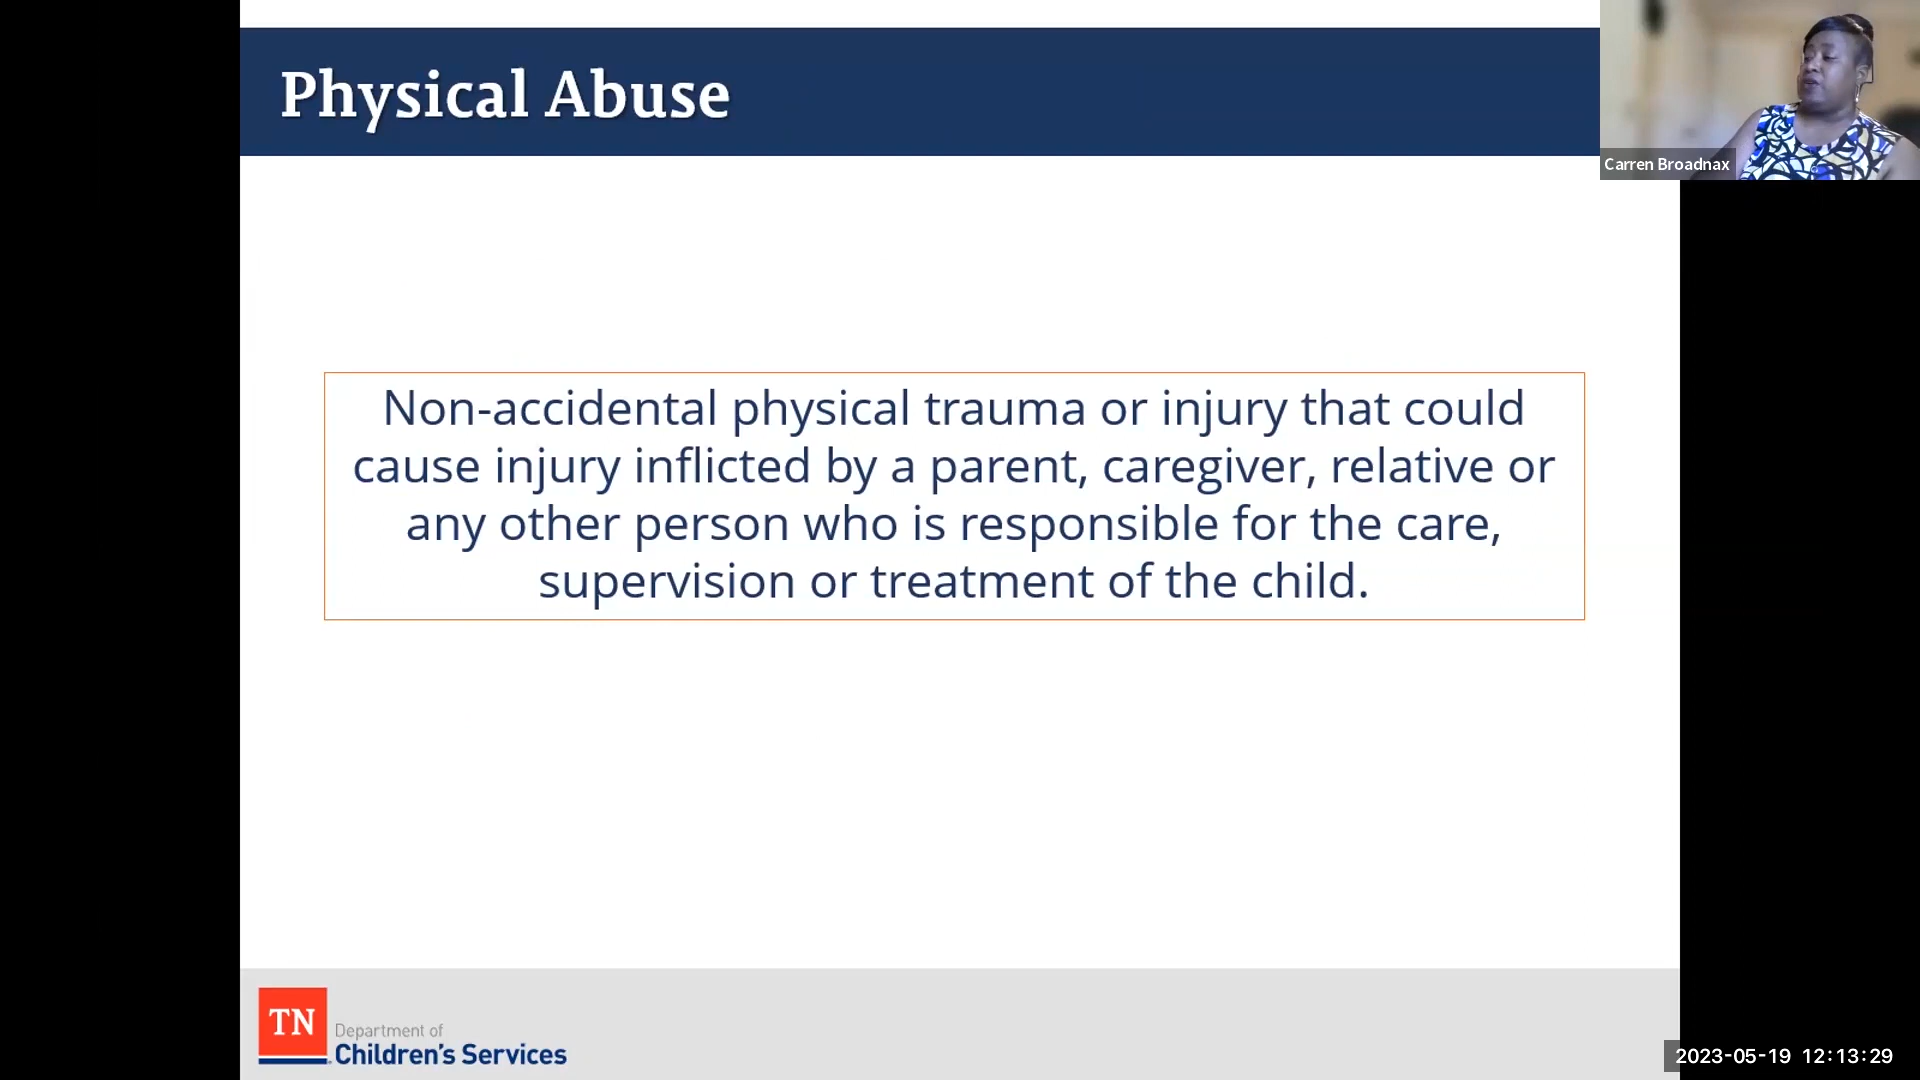 Physical Abuse
Carren Broadnax
Non-accidental physical trauma or injury that could
cause injury inflicted by a parent, caregiver, relative or
any other person who is responsible for the care,
supervision or treatment of the child.
TN
Department of
Children's Services
2023-05-19 12:13:29